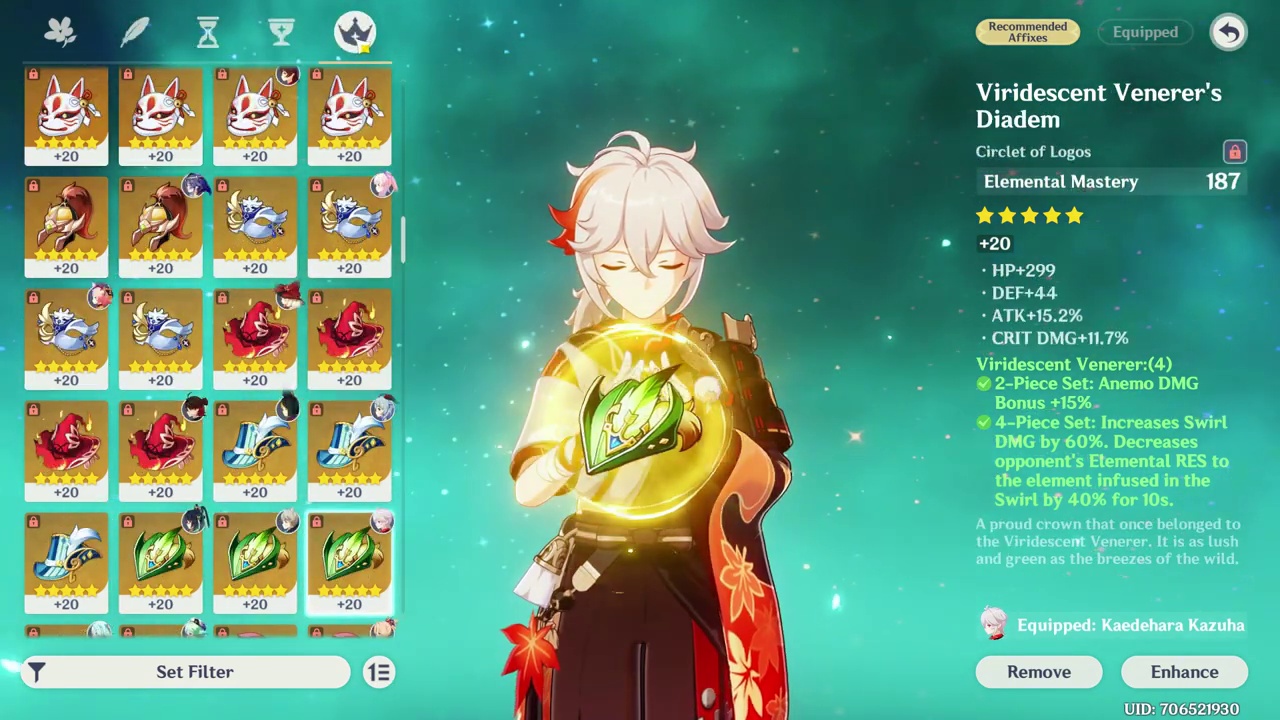 Recommended
Affixes
Equipped
Viridescent Venerer's
Diadem
Circlet of Logos
Elemental Mastery 187
+20
· HP+299
· DEF+44
· ATK+15.2%
· CRIT DMG+11.7%
Viridescent Venerer:(4)
2-Piece Set: Anemo DMG
Bonus +15%.
4-Piece Set: Increases Swirl
DMG by 60%. Decreases
opponent's Elemental RES to
the element infused in the
Swirl by 40% for 10s.
A proud crown that once belonged to
the Viridescent Venerer. It is as lush
and green as the breezes of the wild.
Equipped: Kaedehara Kazuha
Remove Enhance
UID: 706521930
+20 +20 +20 +20
+20 +20 +20 +20
+20 +20 +20 +20
+20 +20 +20 +20
+20 +20 +20 +20
Set Filter
1